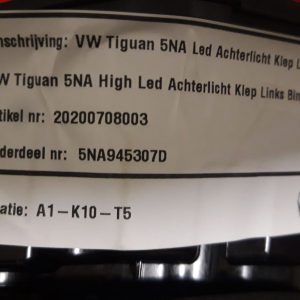 nschrijving: VW Tiguan 5NA Led Achterlicht Klep L
W Tiguan 5NA High Led Achterlicht Klep Links Bin
tikel nr: 20200708003
derdeel nr: 5NA945307D
atie: A1-K10-T5